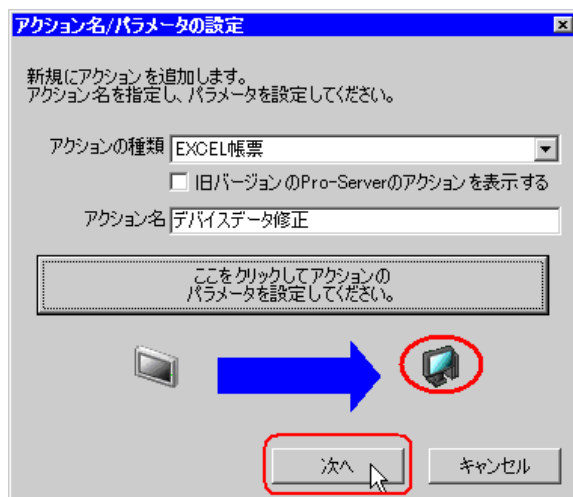 アクション名/パラメータの設定
新規にアクションを追加します。
アクション名を指定し、パラメータを設定してください。
アクションの種類 EXCEL帳票
旧バージョンのPro-Serverのアクションを表示する
アクション名 デバイスデータ修正
ここをクリックしてアクションの
パラメータを設定してください。
次へ キャンセル